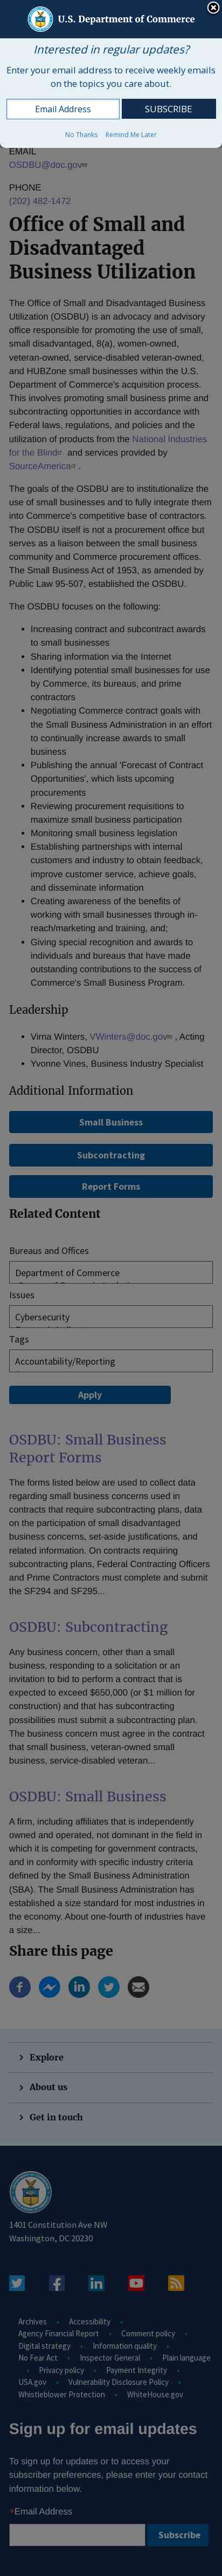 U.S. Department of Commerce
Interested in regular updates?
Enter your email address to receive weekly emails
on the topics you care about.
Email Address
SUBSCRIBE
No Thanks
Remind Me Later
EMAIL
OSDBU@doc.gov
PHONE
(202) 482-1472
Office of Small and
Disadvantaged
Business Utilization
The Office of Small and Disadvantaged Business
Utilization (OSDBU) is an advocacy and advisory
office responsible for promoting the use of small,
small disadvantaged, 8(a), women-owned,
veteran-owned, service-disabled veteran-owned,
and HUBZone small businesses within the U.S.
Department of Commerce's acquisition process.
This involves promoting small business prime and
subcontracting opportunities in accordance with
Federal laws, regulations, and policies and the
utilization of products from the National Industries
for the Blind and services provided by
SourceAmerica .
The goals of the OSDBU are to institutionalize the
use of small businesses and to fully integrate them
into Commerce's competitive base of contractors.
The OSDBU itself is not a procurement office but
serves as a liaison between the small business
community and Commerce procurement offices.
The Small Business Act of 1953, as amended by
Public Law 95-507, established the OSDBU.
The OSDBU focuses on the following:
Increasing contract and subcontract awards
to small businesses
Sharing information via the Internet
Identifying potential small businesses for use
by Commerce, its bureaus, and prime
contractors
Negotiating Commerce contract goals with
the Small Business Administration in an effort
to continually increase awards to small
business
Publishing the annual 'Forecast of Contract
Opportunities', which lists upcoming
procurements
Reviewing procurement requisitions to
maximize small business participation
Monitoring small business legislation
Establishing partnerships with internal
customers and industry to obtain feedback,
improve customer service, achieve goals,
and disseminate information
Creating awareness of the benefits of
working with small businesses through in-
reach/marketing and training, and;
Giving special recognition and awards to
individuals and bureaus that have made
outstanding contributions to the success of
Commerce's Small Business Program.
Leadership
Virna Winters, VWinters@doc.gov , Acting
Director, OSDBU
Yvonne Vines, Business Industry Specialist
Additional Information
Small Business
Subcontracting
Report Forms
Related Content
Bureaus and Offices
Department of Commerce
Issues
Cybersecurity
Tags
Accountability/Reporting
Apply
OSDBU: Small Business
Report Forms
The forms listed below are used to collect data
regarding small business concerns used in
contracts that require subcontracting plans, data
on participation of small disadvantaged
business concerns, set-aside justifications, and
related information. On contracts requiring
subcontracting plans, Federal Contracting Officers
and Prime Contractors must complete and submit
the SF294 and SF295...
OSDBU: Subcontracting
Any business concern, other than a small
business, responding to a solicitation or an
invitation to bid to perform a contract that is
expected to exceed $650,000 (or $1 million for
construction) and that has subcontracting
possibilities must submit a subcontracting plan.
The business concern must agree in the contract
that small business, veteran-owned small
business, service-disabled veteran...
OSDBU: Small Business
A firm, including affiliates that is independently
owned and operated, not dominant in the field in
which it is competing for government contracts,
and in conformity with specific industry criteria
defined by the Small Business Administration
(SBA). The Small Business Administration has
established a size standard for most industries in
the economy. About one-fourth of industries have
a size...
Share this page
Explore
About us
Get in touch
1401 Constitution Ave NW
Washington, DC 20230
Archives
Accessibility
Agency Financial Report
Comment policy
Digital strategy
Information quality
No Fear Act
Inspector General
Plain language
Privacy policy
Payment Integrity
USA.gov
Vulnerability Disclosure Policy
Whistleblower Protection
WhiteHouse.gov
Sign up for email updates
To sign up for updates or to access your
subscriber preferences, please enter your contact
information below.
*Email Address
Subscribe